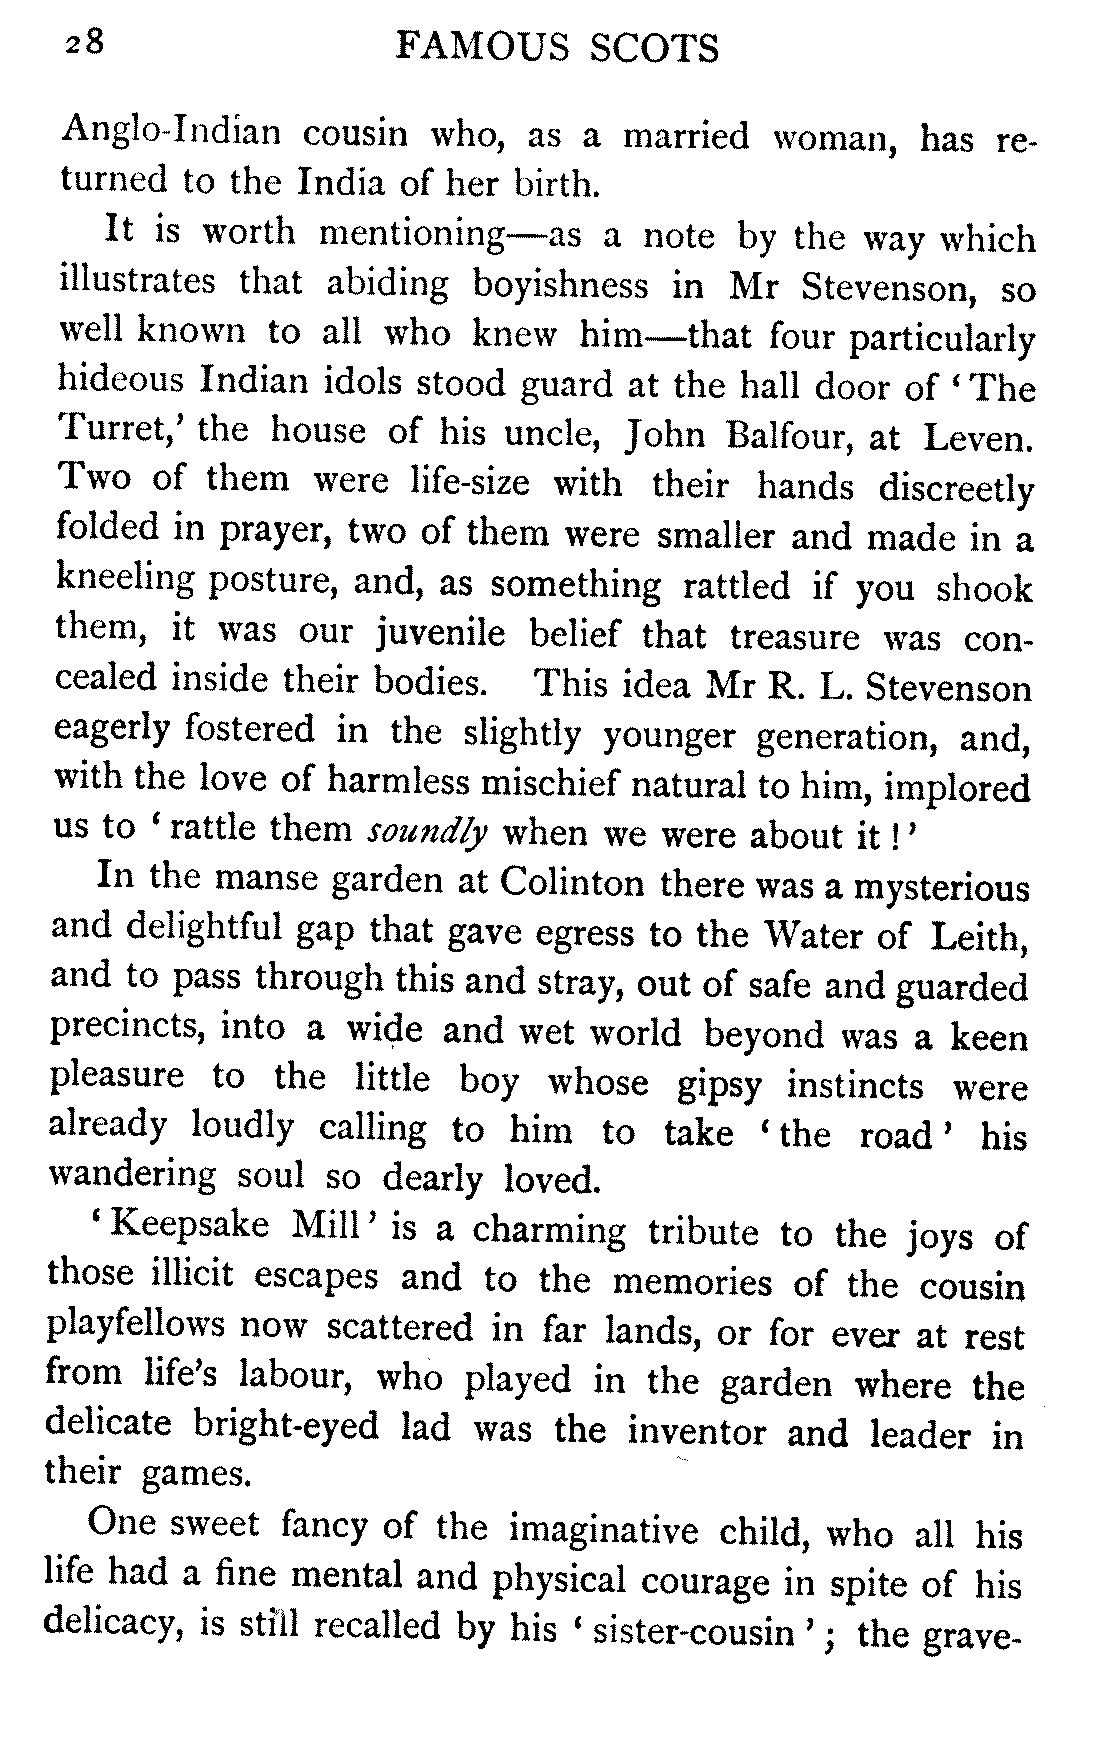 28 FAMOUS SCOTS
Anglo-Indian cousin who, as a married woman, has re-
turned to the India of her birth.
It is worth mentioning—as a note by the way which
illustrates that abiding boyishness in Mr Stevenson, so
well known to all who knew him—that four particularly
hideous Indian idols stood guard at the hall door of ‘The
Turret,’ the house of his uncle, John Balfour, at Leven.
Two of them were life-size with their hands discreetly
folded in prayer, two of them were smaller and made in a
kneeling posture, and, as something rattled if you shook
them, it was our juvenile belief that treasure was con-
cealed inside their bodies. This idea Mr R. L. Stevenson
eagerly fostered in the slightly younger generation, and,
with the love of harmless mischief natural to him, implored
us to ‘rattle them soundly when we were about it!’
In the manse garden at Colinton there was a mysterious
and delightful gap that gave egress to the Water of Leith,
and to pass through this and stray, out of safe and guarded
precincts, into a wide and wet world beyond was a keen
pleasure to the little boy whose gipsy instincts were
already loudly calling to him to take ‘the road’ his
wandering soul so dearly loved.
‘Keepsake Mill’ is a charming tribute to the joys of
those illicit escapes and to the memories of the cousin
playfellows now scattered in far lands, or for ever at rest
from life’s labour, who played in the garden where the
delicate bright-eyed lad was the inventor and leader in
their games.
One sweet fancy of the imaginative child, who all his
life had a fine mental and physical courage in spite of his
delicacy, is still recalled by his ‘sister-cousin’; the grave-